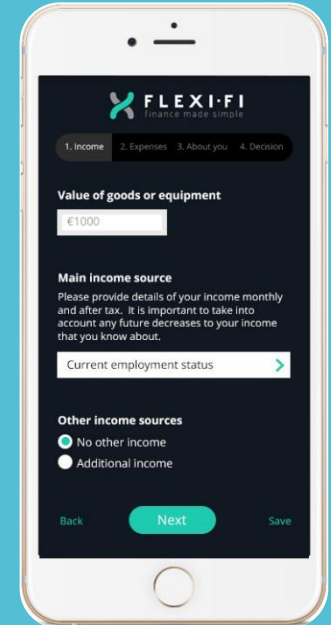 FLEXI-FI
finance made simple
1. Income 2. Expenses 3. About you 4. Decision
Value of goods or equipment
€1000
Main income source
Please provide details of your income monthly
and after tax. It is important to take into
account any future decreases to your income
that you know about.
Current employment status
Other income sources
No other income
Additional income
Back Next Save